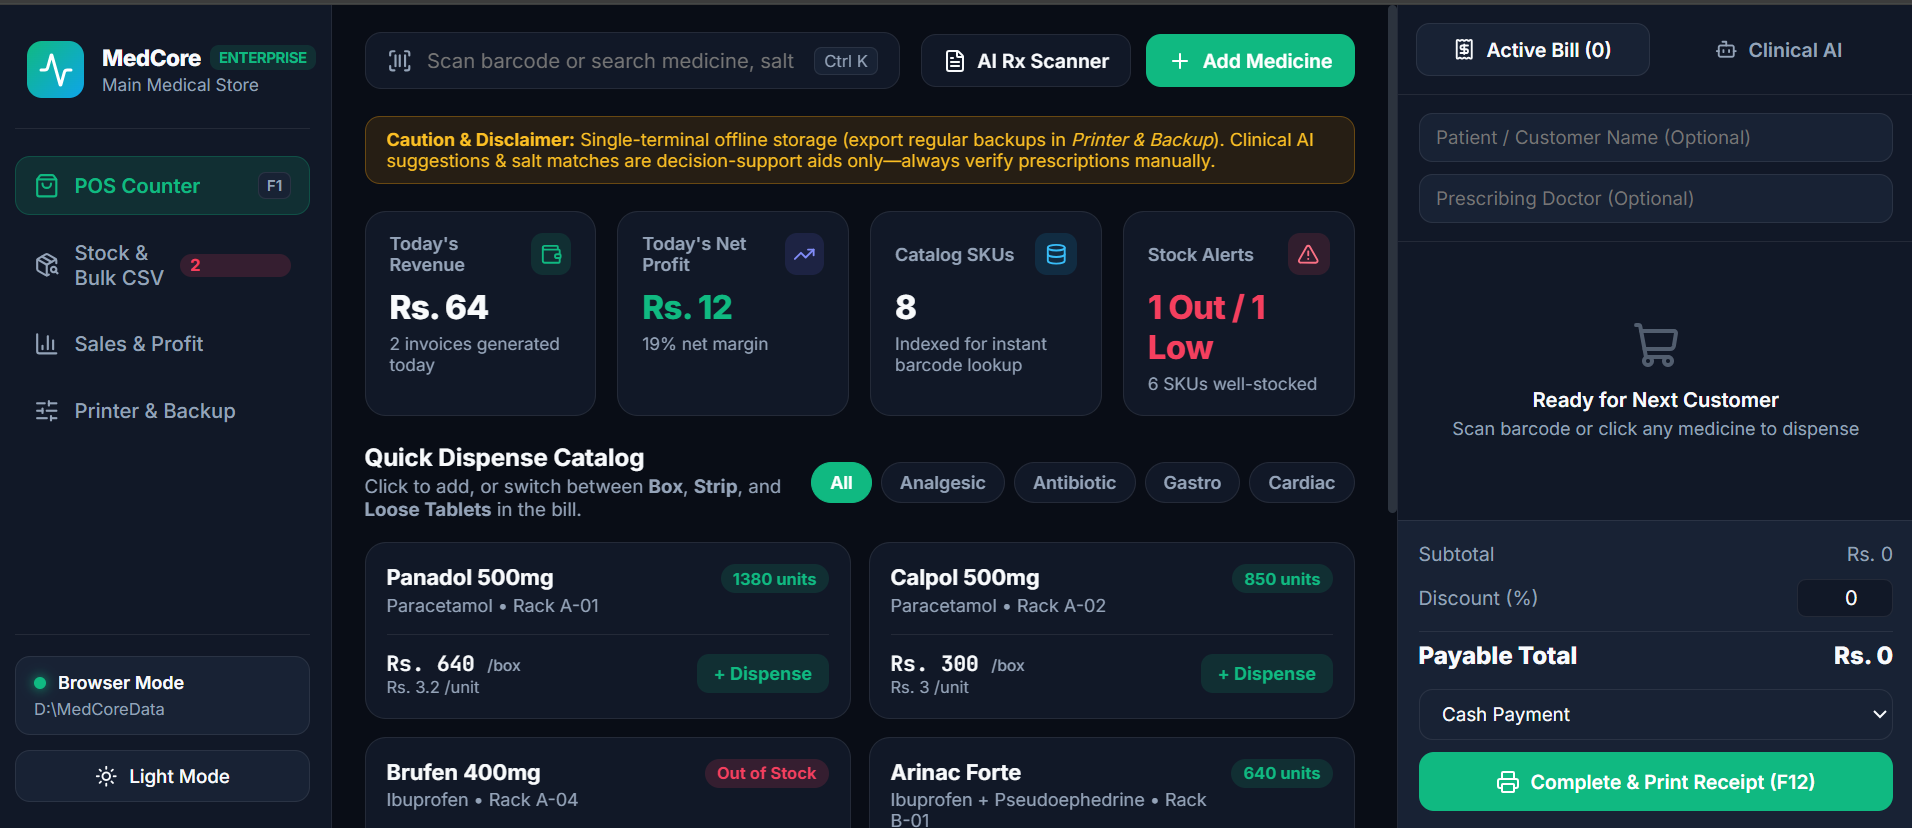 MedCore ENTERPRISE
Main Medical Store
POS Counter F1
Stock &
Bulk CSV 2
Sales & Profit
Printer & Backup
Browser Mode
D:\MedCoreData
Light Mode
Scan barcode or search medicine, salt Ctrl K
AI Rx Scanner
Add Medicine
Caution & Disclaimer: Single-terminal offline storage (export regular backups in Printer & Backup). Clinical AI
suggestions & salt matches are decision-support aids only—always verify prescriptions manually.
Today's
Revenue
Rs. 64
2 invoices generated
today
Today's Net
Profit
Rs. 12
19% net margin
Catalog SKUs
8
Indexed for instant
barcode lookup
Stock Alerts
1 Out / 1
Low
6 SKUs well-stocked
Quick Dispense Catalog
Click to add, or switch between Box, Strip, and
Loose Tablets in the bill.
All
Analgesic
Antibiotic
Gastro
Cardiac
Panadol 500mg 1380 units
Paracetamol • Rack A-01
Rs. 640 /box
Rs. 3.2 /unit
+ Dispense
Calpol 500mg 850 units
Paracetamol • Rack A-02
Rs. 300 /box
Rs. 3 /unit
+ Dispense
Brufen 400mg Out of Stock
Ibuprofen • Rack A-04
Arinac Forte 640 units
Ibuprofen + Pseudoephedrine • Rack
B-01
Active Bill (0)
Clinical AI
Patient / Customer Name (Optional)
Prescribing Doctor (Optional)
Ready for Next Customer
Scan barcode or click any medicine to dispense
Subtotal Rs. 0
Discount (%) 0
Payable Total Rs. 0
Cash Payment
Complete & Print Receipt (F12)